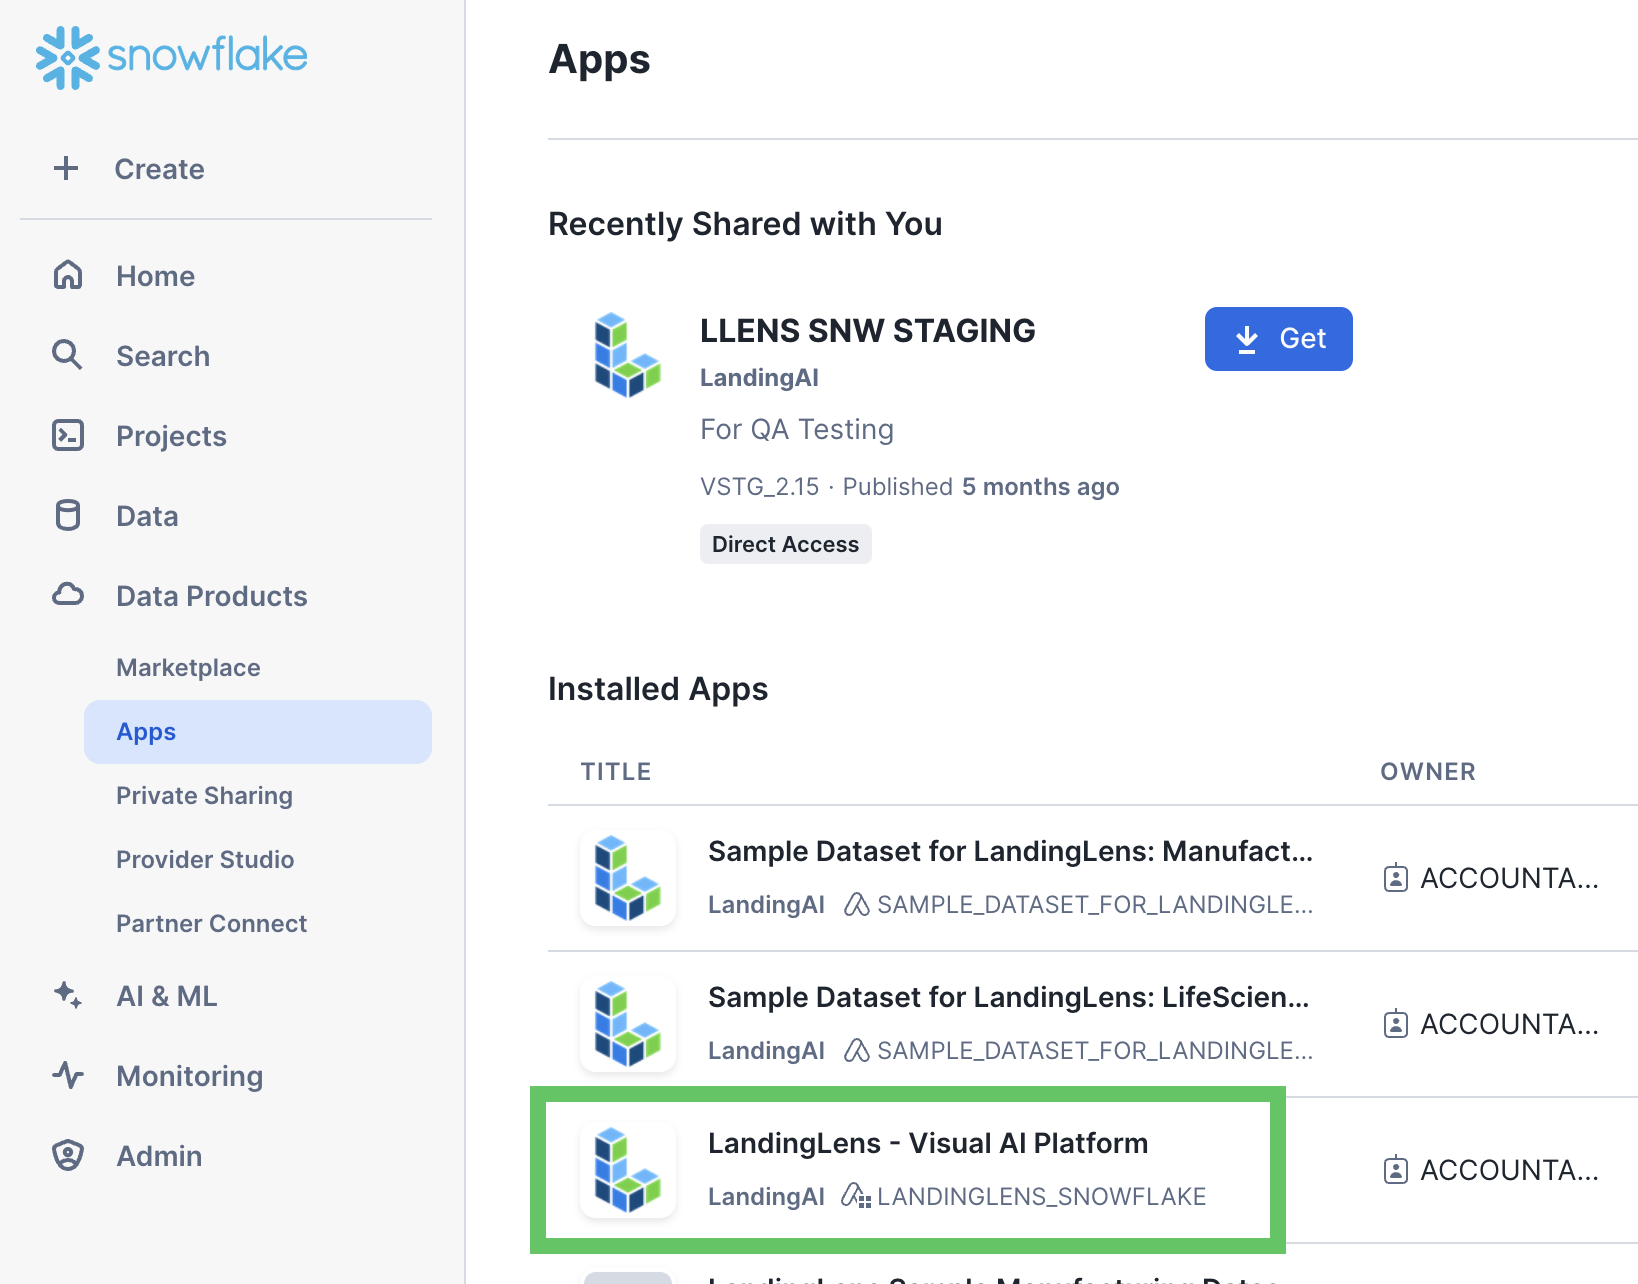 snowflake
Create
Home
Search
Projects
Data
Data Products
Marketplace
Apps
Private Sharing
Provider Studio
Partner Connect
AI & ML
Monitoring
Admin
Apps
Recently Shared with You
LLENS SNW STAGING
Get
LandingAI
For QA Testing
VSTG_2.15 · Published 5 months ago
Direct Access
Installed Apps
TITLE OWNER
Sample Dataset for LandingLens: Manufact...
LandingAI SAMPLE_DATASET_FOR_LANDINGLE...
ACCOUNTA...
Sample Dataset for LandingLens: LifeScien...
LandingAI SAMPLE_DATASET_FOR_LANDINGLE...
ACCOUNTA...
LandingLens - Visual AI Platform
LandingAI LANDINGLENS_SNOWFLAKE
ACCOUNTA...